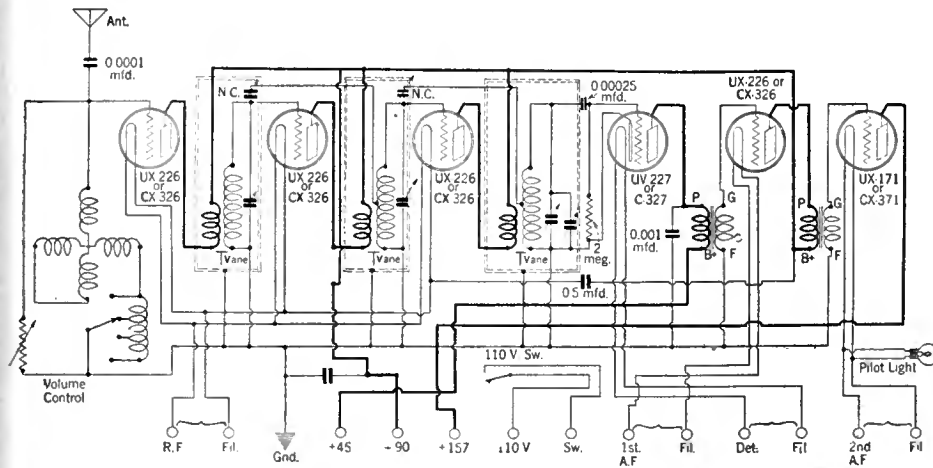 Ant.
0.0001
mfd.
N.C.
N.C.
0.00025
mfd.
UX-226 or
CX-326
UX 226
or
CX 326
UX 226
or
CX 326
UX 226
or
CX 326
UV 227
or
C-327
UX-171
or
CX-371
P
G
B+
F
P
G
B+
F
0.001
mfd.
2
meg.
Vane
Vane
Vane
0.5 mfd.
Volume
Control
110 V. Sw.
Pilot Light
R.F
Fil.
Gnd.
+45
+90
+157
110 V
Sw.
1st.
A.F
Fil.
Det.
Fil
2nd
A.F
Fil